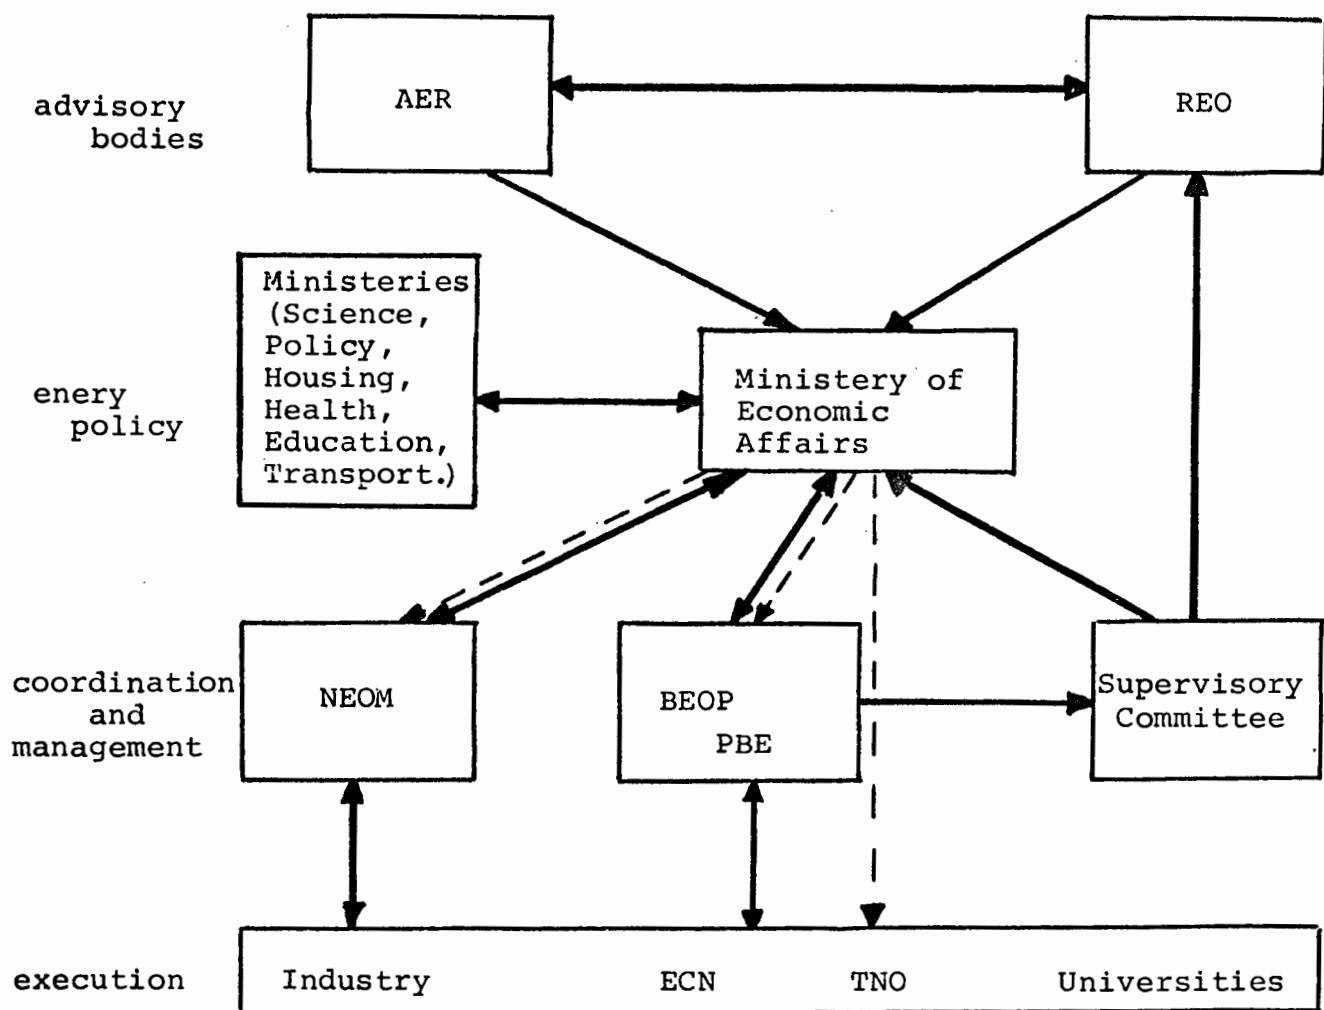 AER
REO
advisory
bodies
Ministeries
(Science,
Policy,
Housing,
Health,
Education,
Transport.)
enery
policy
Ministery of
Economic
Affairs
coordination
and
management
NEOM
BEOP
PBE
Supervisory
Committee
execution
Industry
ECN
TNO
Universities